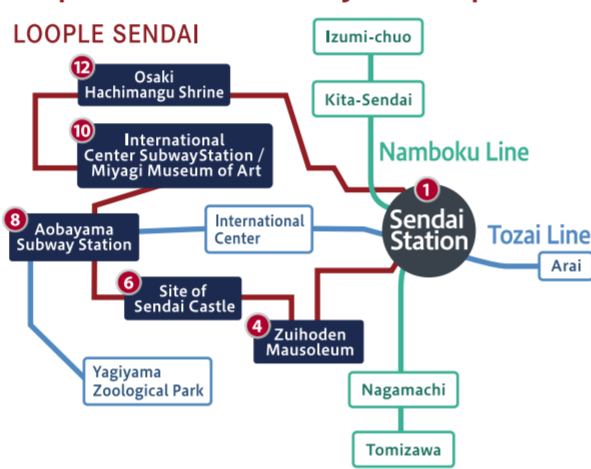 LOOPLE SENDAI
Izumi-chuo
12
Osaki
Hachimangu Shrine
Kita-Sendai
10
International
Center SubwayStation /
Miyagi Museum of Art
Namboku Line
1
Sendai
Station
8
Aobayama
Subway Station
International
Center
Tozai Line
Arai
6
Site of
Sendai Castle
4
Zuihoden
Mausoleum
Yagiyama
Zoological Park
Nagamachi
Tomizawa